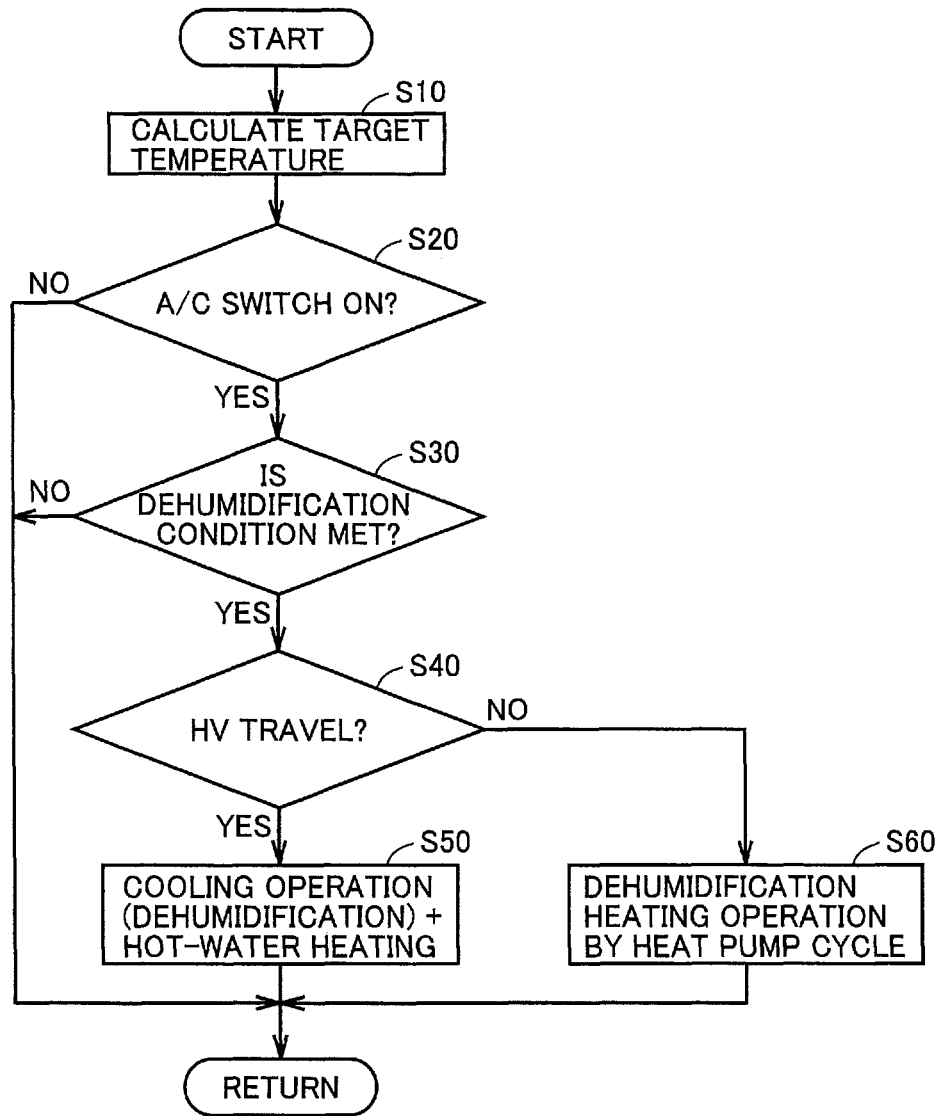 START
S10
CALCULATE TARGET
TEMPERATURE
S20
NO
A/C SWITCH ON?
YES
S30
NO
IS
DEHUMIDIFICATION
CONDITION MET?
YES
S40
HV TRAVEL?
NO
YES
S50
COOLING OPERATION
(DEHUMIDIFICATION) +
HOT-WATER HEATING
S60
DEHUMIDIFICATION
HEATING OPERATION
BY HEAT PUMP CYCLE
RETURN